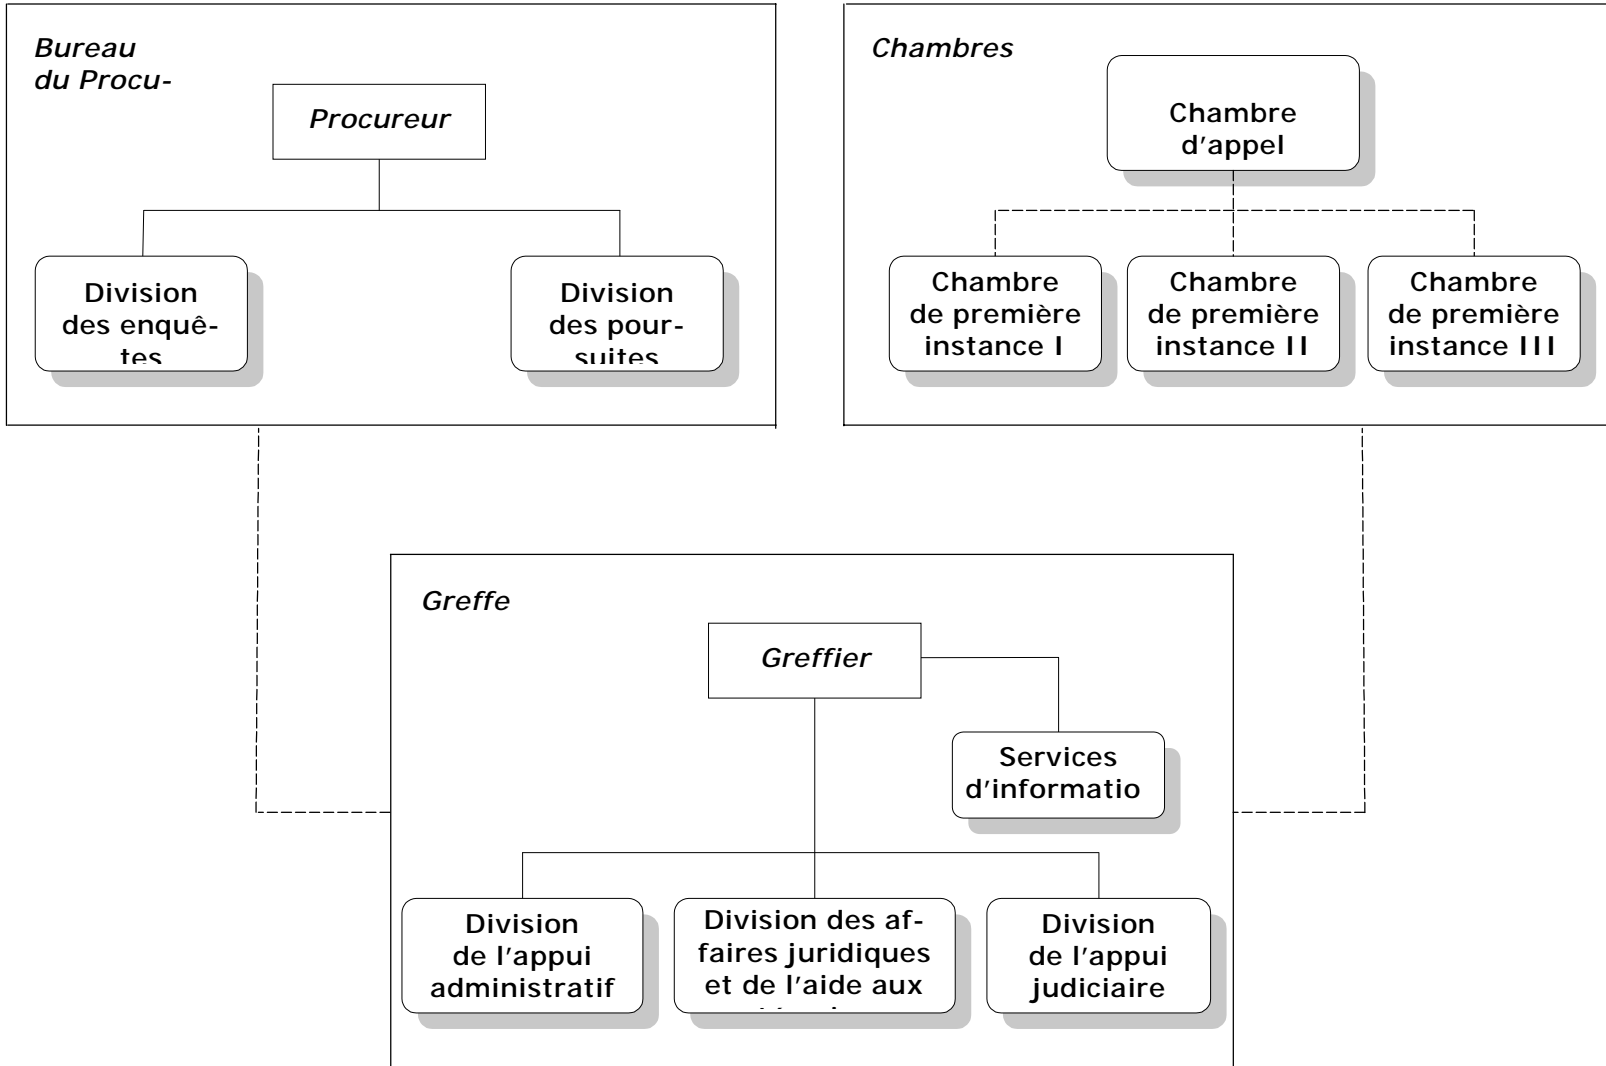 Bureau
du Procu-
Procureur
Division
des enquê-
tes
Division
des pour-
suites
Chambres
Chambre
d'appel
Chambre
de première
instance I
Chambre
de première
instance II
Chambre
de première
instance III
Greffe
Greffier
Services
d'informatio
Division
de l'appui
administratif
Division des af-
faires juridiques
et de l'aide aux
Division
de l'appui
judiciaire